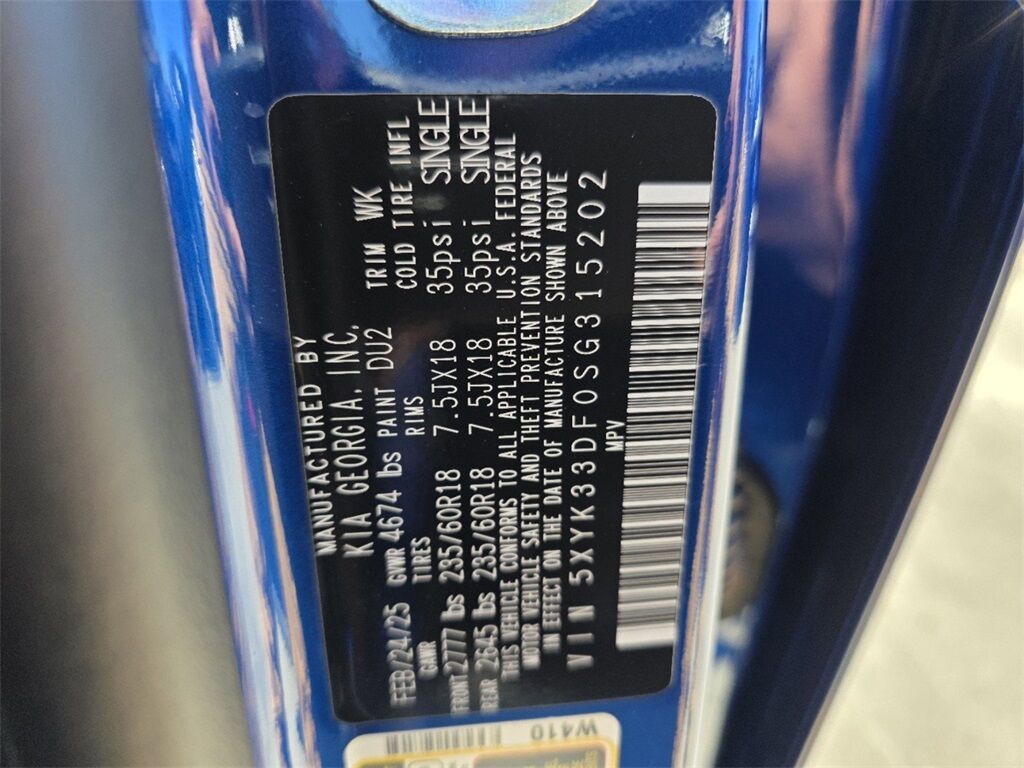 MANUFACTURED BY
KIA GEORGIA, INC.
FEB/24/25 GVWR 4674 lbs PAINT DU2 TRIM WK
GAWR TIRES RIMS COLD TIRE INFL
FRONT 2777 lbs 235/60R18 7.5JX18 35psi SINGLE
REAR 2645 lbs 235/60R18 7.5JX18 35psi SINGLE
THIS VEHICLE CONFORMS TO ALL APPLICABLE U.S.A. FEDERAL
MOTOR VEHICLE SAFETY AND THEFT PREVENTION STANDARDS
IN EFFECT ON THE DATE OF MANUFACTURE SHOWN ABOVE
VIN 5XYK33DF0SG315202
MPV
W410